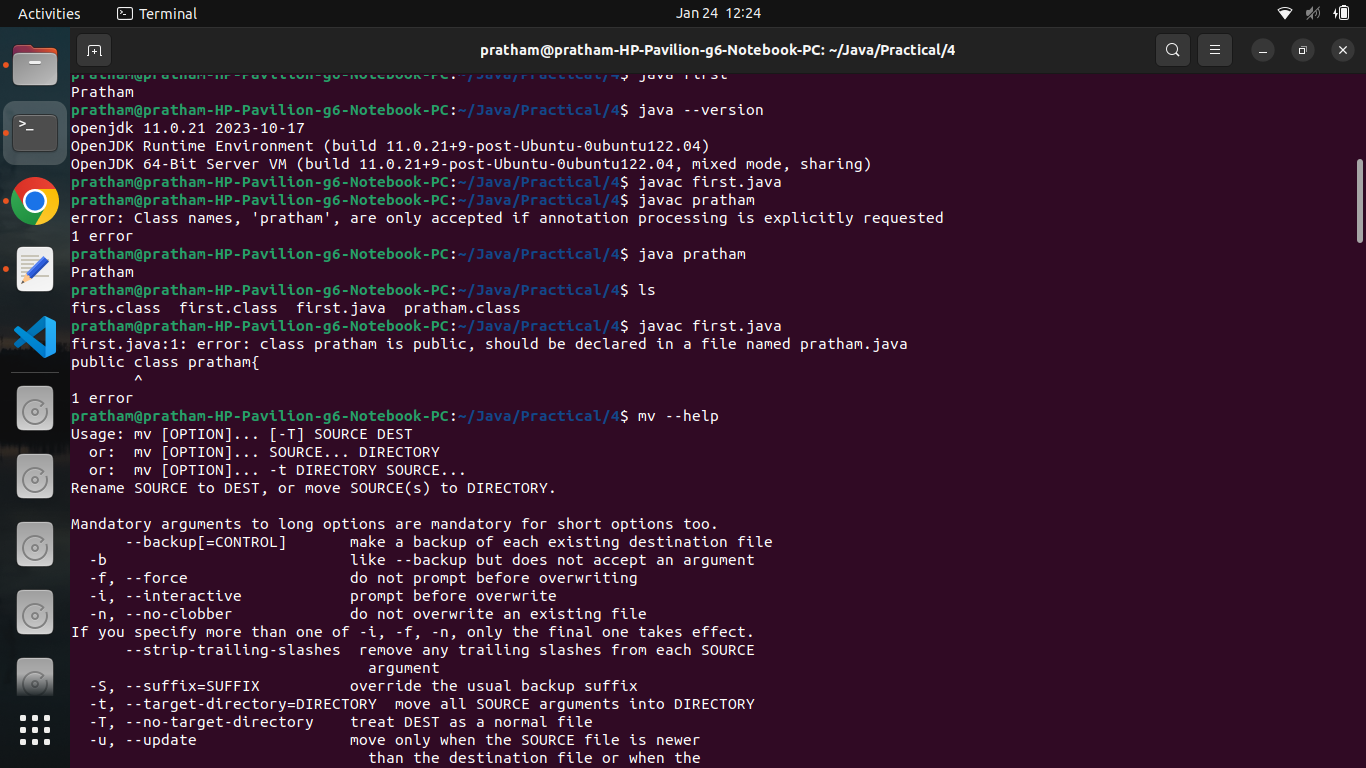 Activities
Terminal
Jan 24 12:24
pratham@pratham-HP-Pavilion-g6-Notebook-PC: ~/Java/Practical/4
pratham@pratham-HP-Pavilion-g6-Notebook-PC:~/Java/Practical/4$ java first
Pratham
pratham@pratham-HP-Pavilion-g6-Notebook-PC:~/Java/Practical/4$ java --version
openjdk 11.0.21 2023-10-17
OpenJDK Runtime Environment (build 11.0.21+9-post-Ubuntu-0ubuntu122.04)
OpenJDK 64-Bit Server VM (build 11.0.21+9-post-Ubuntu-0ubuntu122.04, mixed mode, sharing)
pratham@pratham-HP-Pavilion-g6-Notebook-PC:~/Java/Practical/4$ javac first.java
pratham@pratham-HP-Pavilion-g6-Notebook-PC:~/Java/Practical/4$ javac pratham
error: Class names, 'pratham', are only accepted if annotation processing is explicitly requested
1 error
pratham@pratham-HP-Pavilion-g6-Notebook-PC:~/Java/Practical/4$ java pratham
Pratham
pratham@pratham-HP-Pavilion-g6-Notebook-PC:~/Java/Practical/4$ ls
firs.class  first.class  first.java  pratham.class
pratham@pratham-HP-Pavilion-g6-Notebook-PC:~/Java/Practical/4$ javac first.java
first.java:1: error: class pratham is public, should be declared in a file named pratham.java
public class pratham{
       ^
1 error
pratham@pratham-HP-Pavilion-g6-Notebook-PC:~/Java/Practical/4$ mv --help
Usage: mv [OPTION]... [-T] SOURCE DEST
  or:  mv [OPTION]... SOURCE... DIRECTORY
  or:  mv [OPTION]... -t DIRECTORY SOURCE...
Rename SOURCE to DEST, or move SOURCE(s) to DIRECTORY.

Mandatory arguments to long options are mandatory for short options too.
      --backup[=CONTROL]       make a backup of each existing destination file
  -b                           like --backup but does not accept an argument
  -f, --force                  do not prompt before overwriting
  -i, --interactive            prompt before overwrite
  -n, --no-clobber             do not overwrite an existing file
If you specify more than one of -i, -f, -n, only the final one takes effect.
      --strip-trailing-slashes  remove any trailing slashes from each SOURCE
                                 argument
  -S, --suffix=SUFFIX          override the usual backup suffix
  -t, --target-directory=DIRECTORY  move all SOURCE arguments into DIRECTORY
  -T, --no-target-directory    treat DEST as a normal file
  -u, --update                 move only when the SOURCE file is newer
                                 than the destination file or when the